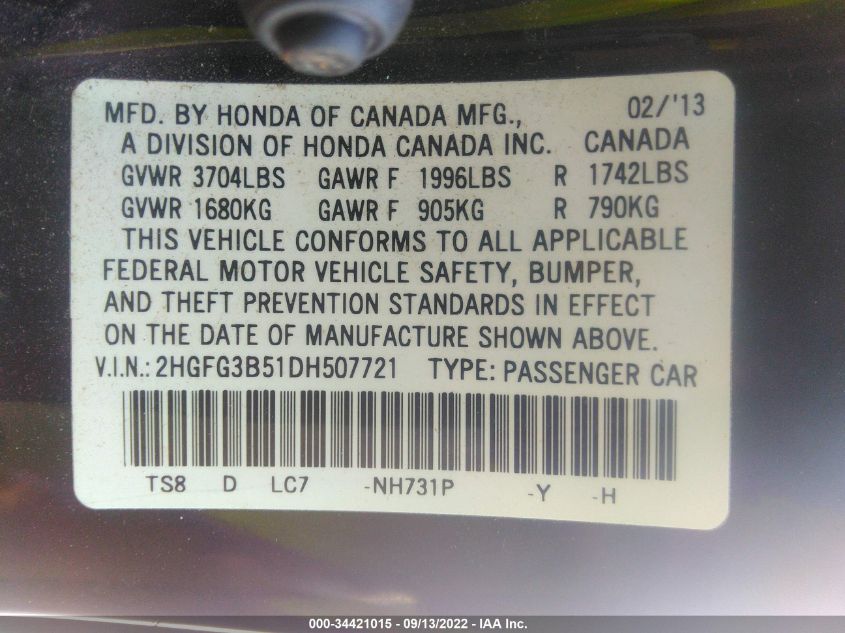 MFD. BY HONDA OF CANADA MFG., 02/'13
A DIVISION OF HONDA CANADA INC. CANADA
GVWR 3704LBS GAWR F 1996LBS R 1742LBS
GVWR 1680KG GAWR F 905KG R 790KG
THIS VEHICLE CONFORMS TO ALL APPLICABLE
FEDERAL MOTOR VEHICLE SAFETY, BUMPER,
AND THEFT PREVENTION STANDARDS IN EFFECT
ON THE DATE OF MANUFACTURE SHOWN ABOVE.
V.I.N.: 2HGFG3B51DH507721 TYPE: PASSENGER CAR
TS8 D LC7 -NH731P -Y -H
000-34421015 - 09/13/2022 - IAA Inc.